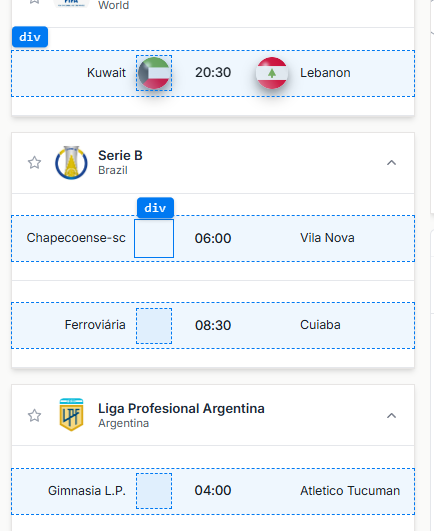 World
div
Kuwait 20:30 Lebanon
Serie B
Brazil
div
Chapecoense-sc 06:00 Vila Nova
Ferroviária 08:30 Cuiaba
Liga Profesional Argentina
Argentina
Gimnasia L.P. 04:00 Atletico Tucuman